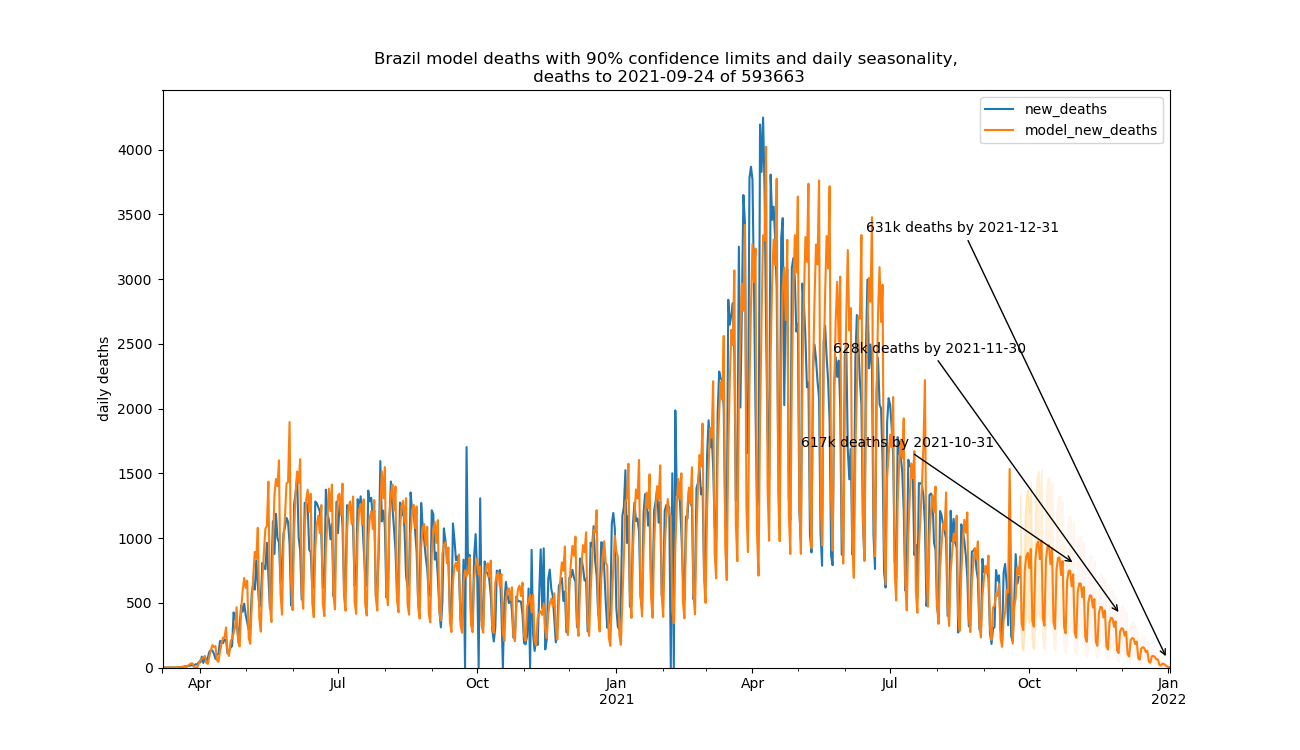 Brazil model deaths with 90% confidence limits and daily seasonality,
deaths to 2021-09-24 of 593663
new_deaths
model_new_deaths
daily deaths
4000
3500
3000
2500
2000
1500
1000
500
0
631k deaths by 2021-12-31
628k deaths by 2021-11-30
617k deaths by 2021-10-31
Apr
Jul
Oct
Jan
2021
Apr
Jul
Oct
Jan
2022